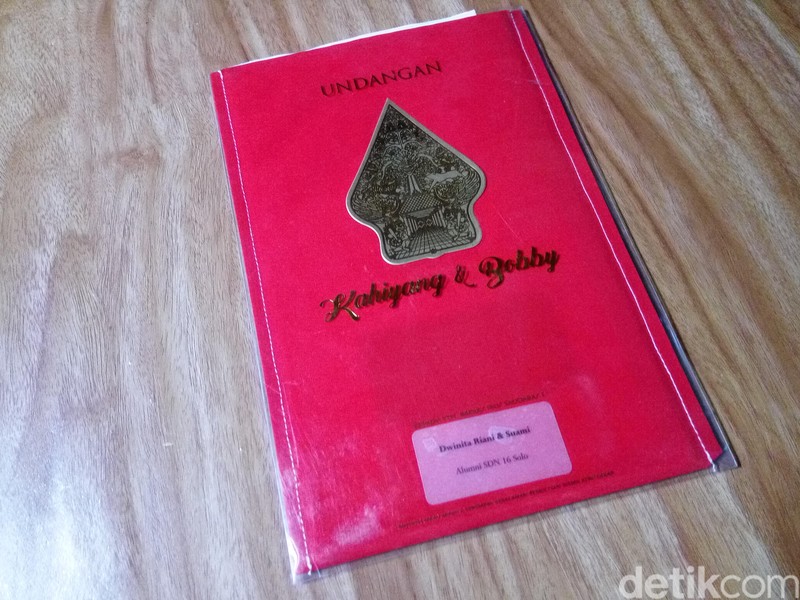 UNDANGAN
Kahiyang & Bobby
Dwinita Riani & Suami
Alumni SDN 16 Solo
detikcom